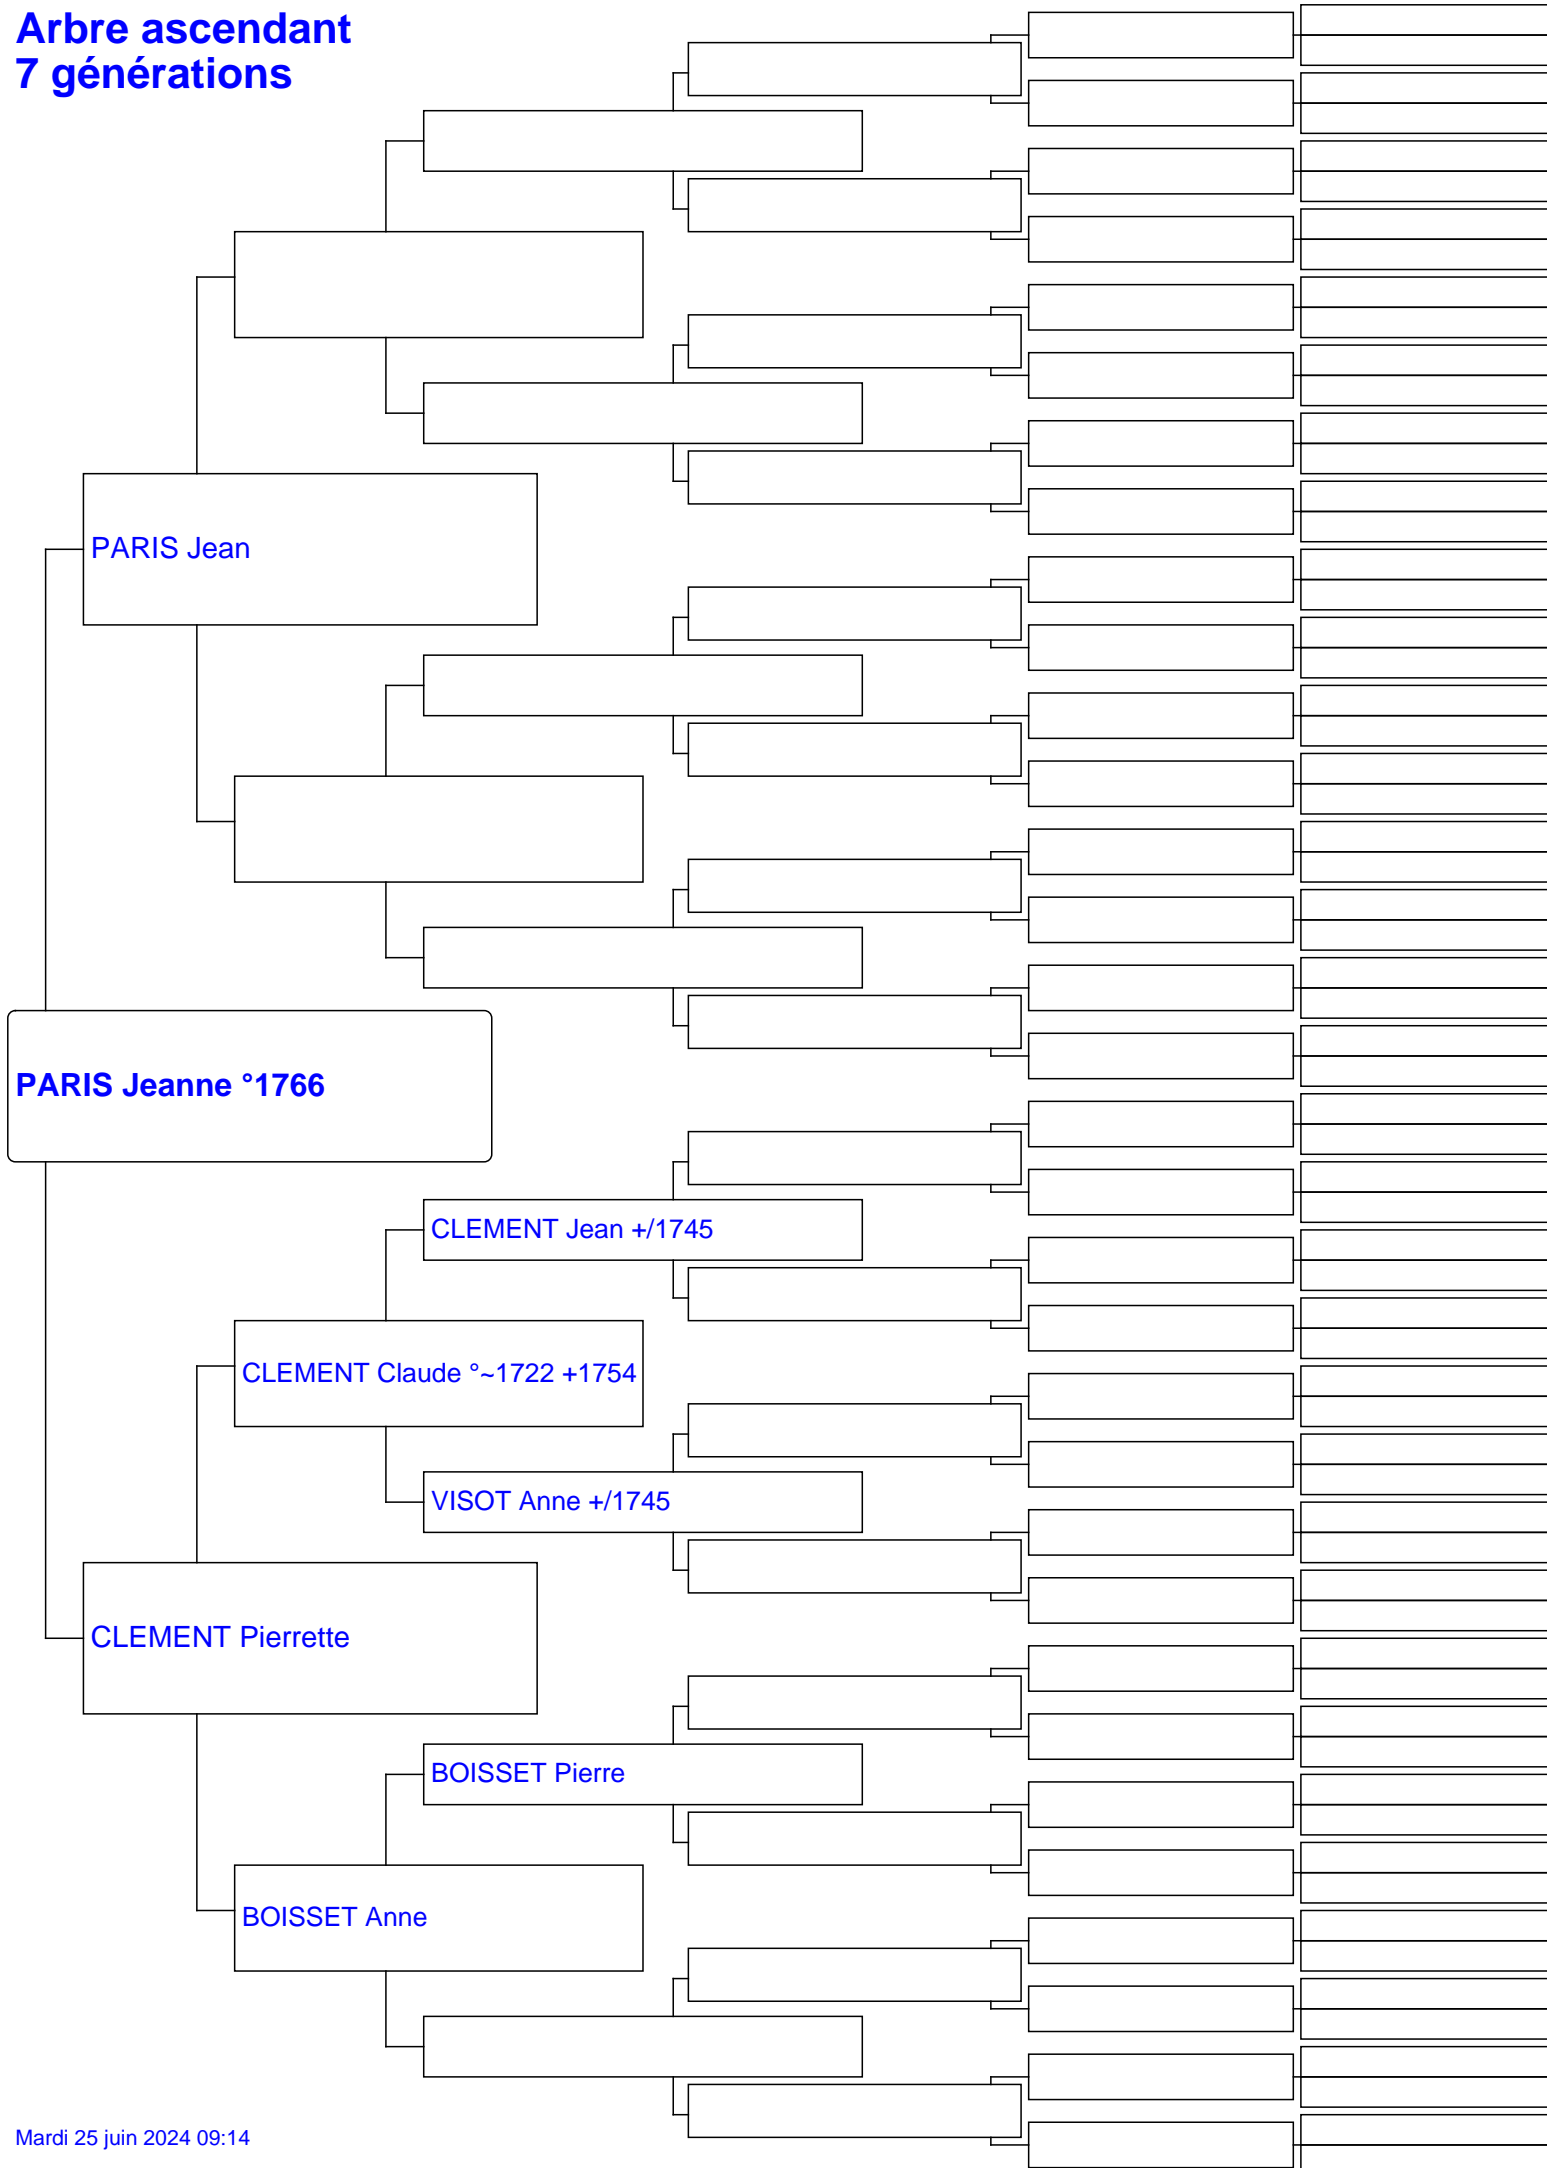 Arbre ascendant
7 générations
PARIS Jean
PARIS Jeanne °1766
CLEMENT Jean +/1745
CLEMENT Claude °~1722 +1754
VISOT Anne +/1745
CLEMENT Pierrette
BOISSET Pierre
BOISSET Anne
Mardi 25 juin 2024 09:14